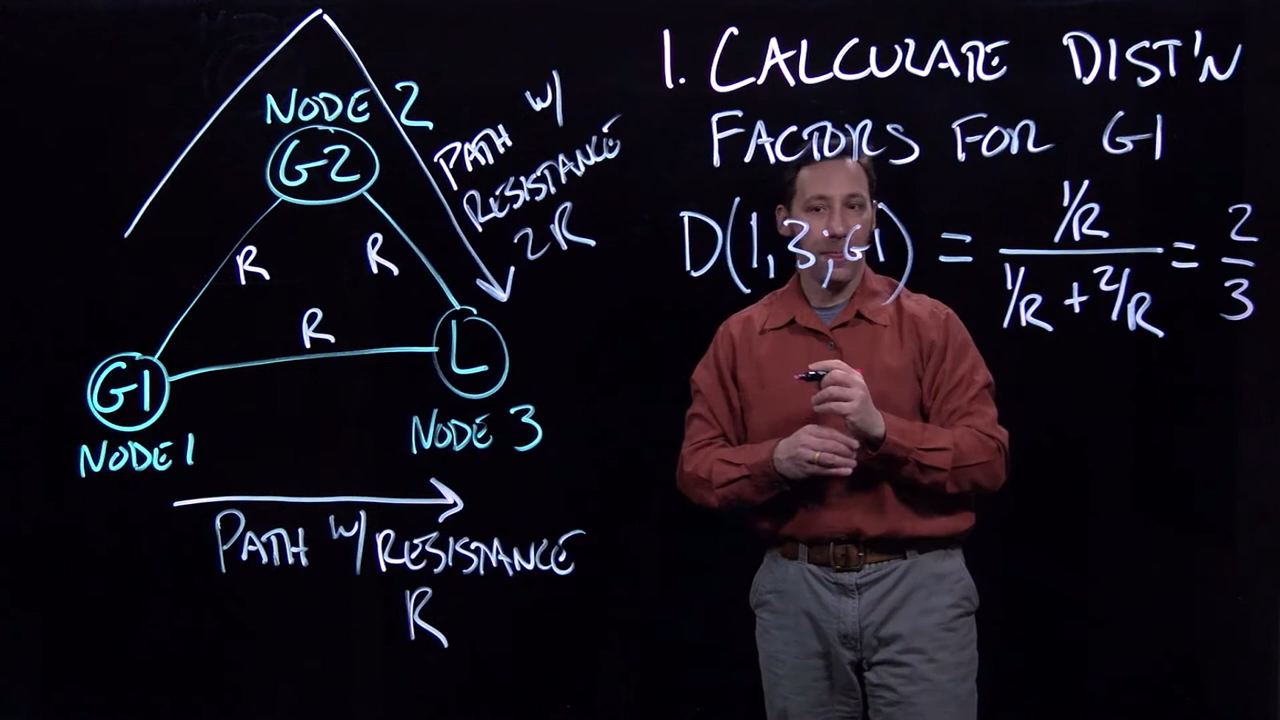 NODE 2
G2
PATH W/
RESISTANCE
2R
R
R
R
G1
L
NODE 1
NODE 3
PATH W/ RESISTANCE
R
1. CALCULATE DIST'N
FACTORS FOR G1
D(1,3;G1) = 1/R / (1/R + 2/R) = 2/3